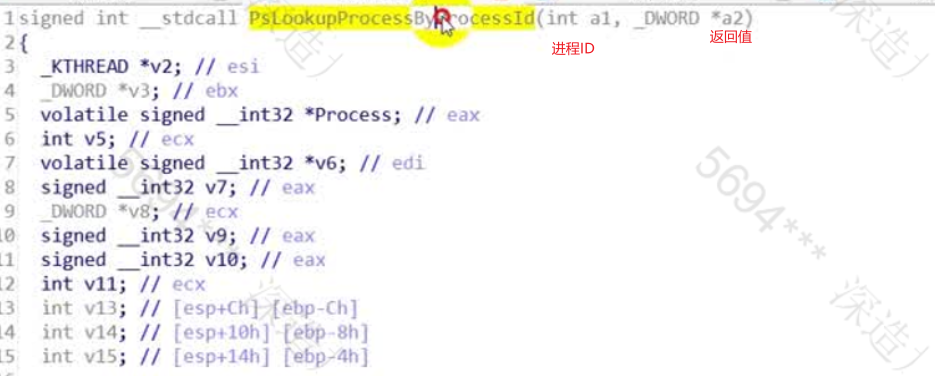 1 signed int __stdcall PsLookupProcessByProcessId(int a1, _DWORD *a2)
进程ID
返回值
2 {
3 _KTHREAD *v2; // esi
4 _DWORD *v3; // ebx
5 volatile signed __int32 *Process; // eax
6 int v5; // ecx
7 volatile signed __int32 *v6; // edi
8 signed __int32 v7; // eax
9 _DWORD *v8; // ecx
10 signed __int32 v9; // eax
11 signed __int32 v10; // eax
12 int v11; // ecx
13 int v13; // [esp+Ch] [ebp-Ch]
14 int v14; // [esp+10h] [ebp-8h]
15 int v15; // [esp+14h] [ebp-4h]
深造)
深造)
5694***
5694***
深造)
深造)